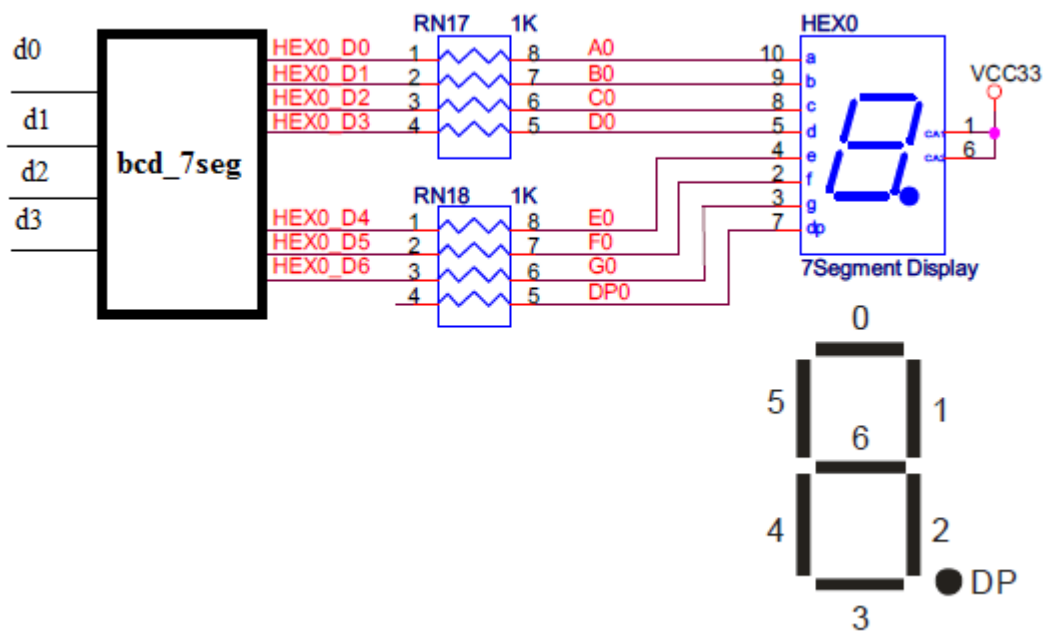 RN17 1K HEX0
d0 HEX0_D0 1 8 A0 10 a
HEX0_D1 2 7 B0 9 b VCC33
HEX0_D2 3 6 C0 8 c
d1 HEX0_D3 4 5 D0 5 d CA1 1
bcd_7seg 4 e CA2 6
d2 RN18 1K 2 f
3 g
d3 HEX0_D4 1 8 E0 7 dp
HEX0_D5 2 7 F0
HEX0_D6 3 6 G0 7Segment Display
4 5 DP0
0
5 1
6
4 2
DP
3